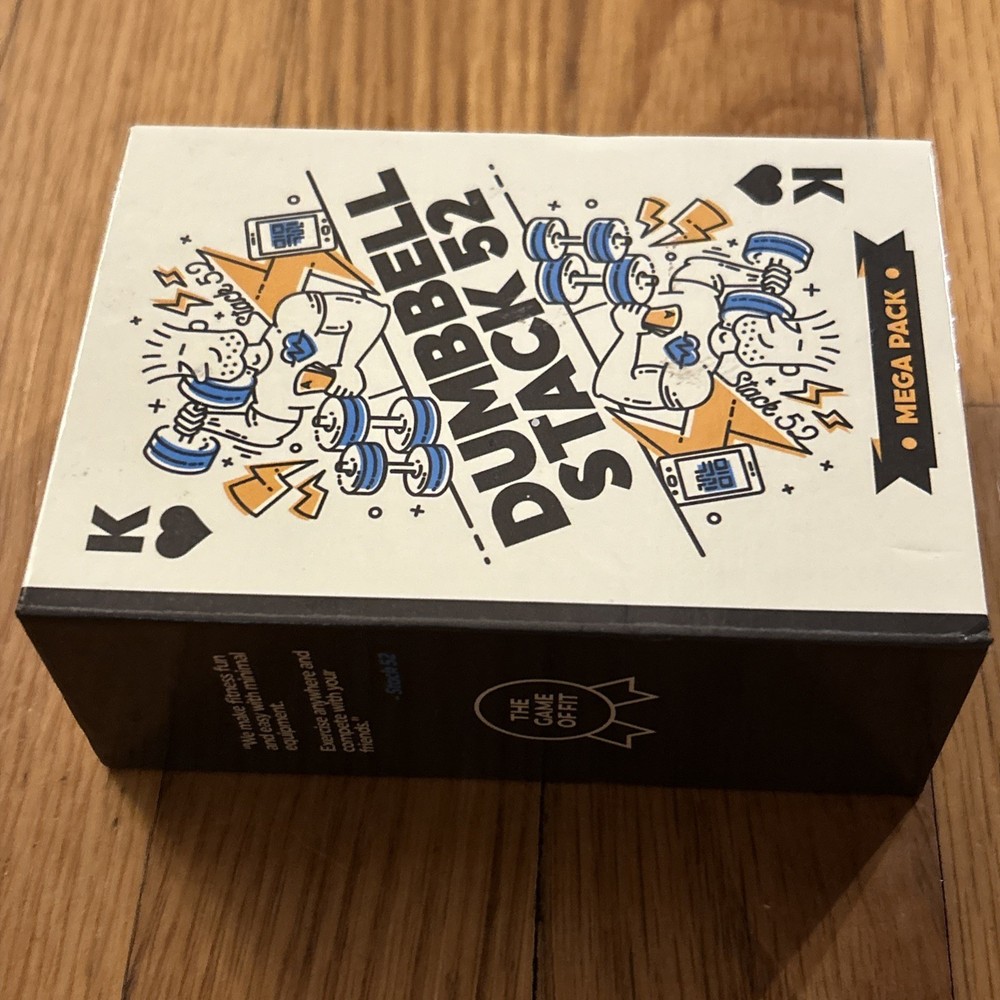 K
Stack 52
DUMBBELL
STACK 52
Stack 52
K
• MEGA PACK •
"We make fitness fun
and easy with minimal
equipment.
Exercise anywhere and
compete with your
friends."
- Stack 52
THE
GAME
OF FIT